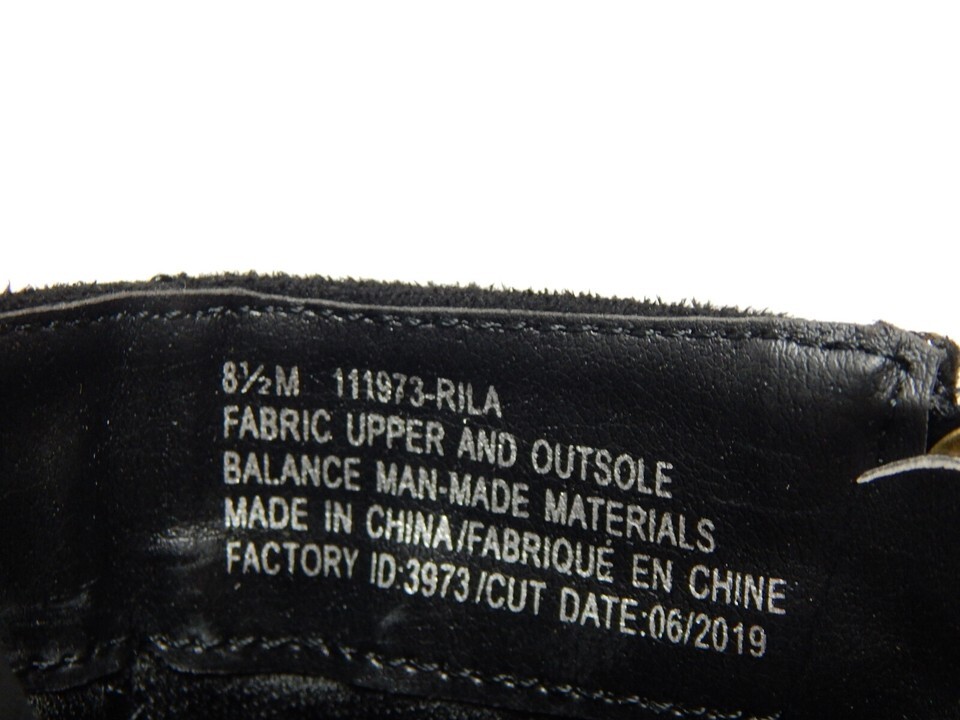 8½M 111973-RILA
FABRIC UPPER AND OUTSOLE
BALANCE MAN-MADE MATERIALS
MADE IN CHINA/FABRIQUÉ EN CHINE
FACTORY ID:3973/CUT DATE:06/2019